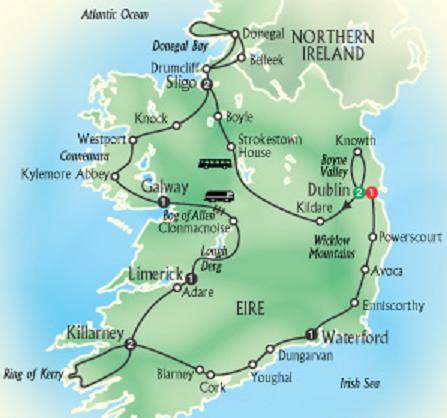 Atlantic Ocean
Donegal
NORTHERN
IRELAND
Donegal Bay
Belleek
Drumcliff
Sligo
2
Boyle
Knock
Strokestown
House
Westport
Knowth
Connemara
Boyne
Valley
Kylemore Abbey
Galway
1
Dublin
2
1
Kildare
Bog of Allen
Clonmacnoise
Wicklow
Mountains
Powerscourt
Lough
Derg
Avoca
Limerick
1
Adare
EIRE
Enniscorthy
Killarney
2
1
Waterford
Dungarvan
Ring of Kerry
Blarney
Youghal
Cork
Irish Sea